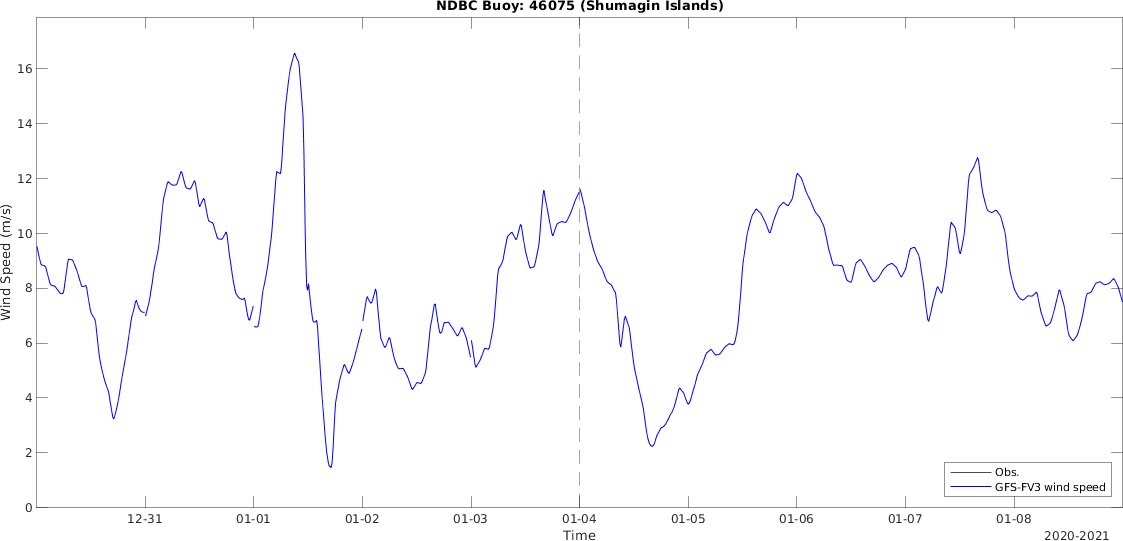 NDBC Buoy: 46075 (Shumagin Islands)
16
14
12
10
8
6
4
2
0
Wind Speed (m/s)
12-31 01-01 01-02 01-03 01-04 01-05 01-06 01-07 01-08
Time
2020-2021
Obs.
GFS-FV3 wind speed